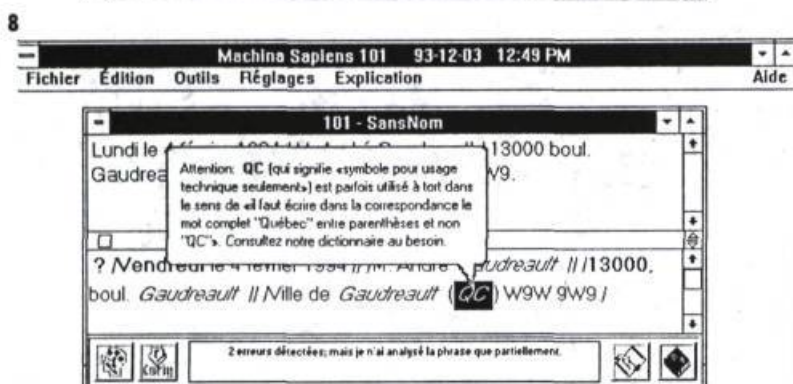 8
Machina Sapiens 101 93-12-03 12:49 PM
Fichier Édition Outils Réglages Explication Aide
101 - SansNom
Lundi le 13000 boul.
Gaudrea W9.
Attention: QC (qui signifie «symbole pour usage
technique seulement») est parfois utilisé à tort dans
le sens de «il faut écrire dans la correspondance le
mot complet "Québec" entre parenthèses et non
"QC"». Consultez notre dictionnaire au besoin.
? /Vendredi le 4 février 1994 // /M. André Gaudreault // /13000,
boul. Gaudreault // /Ville de Gaudreault (QC) W9W 9W9 /
Config
2 erreurs détectées; mais je n'ai analysé la phrase que partiellement.